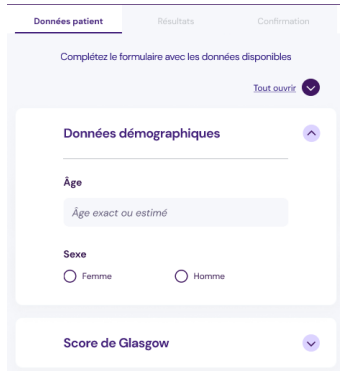 Données patient
Résultats
Confirmation
Complétez le formulaire avec les données disponibles
Tout ouvrir
Données démographiques
Âge
Âge exact ou estimé
Sexe
Femme
Homme
Score de Glasgow